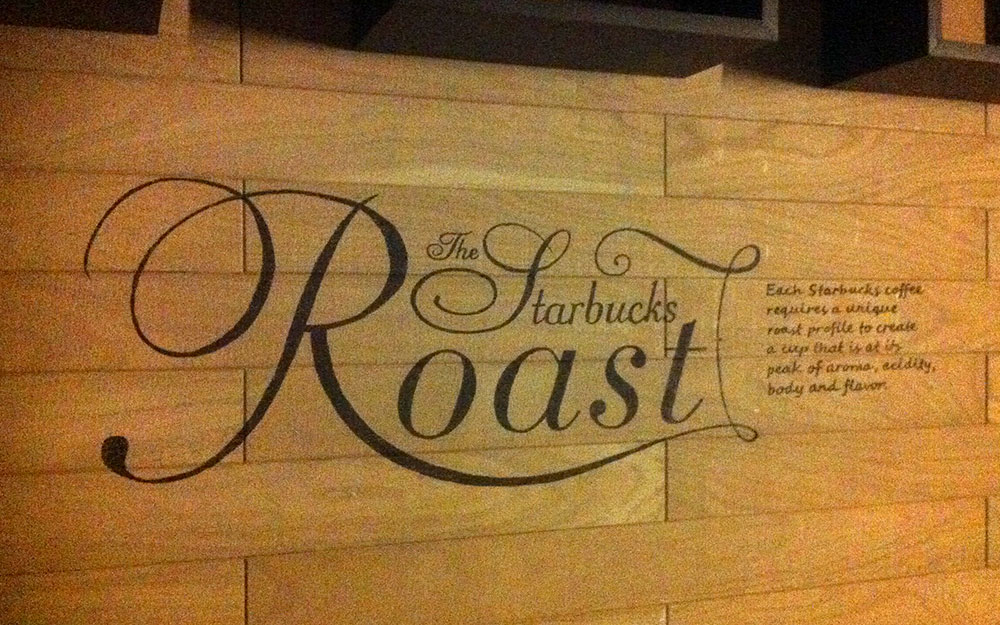 The
Starbucks
Roast
Each Starbucks coffee
requires a unique
roast profile to create
a cup that is at its
peak of aroma, acidity,
body and flavor.